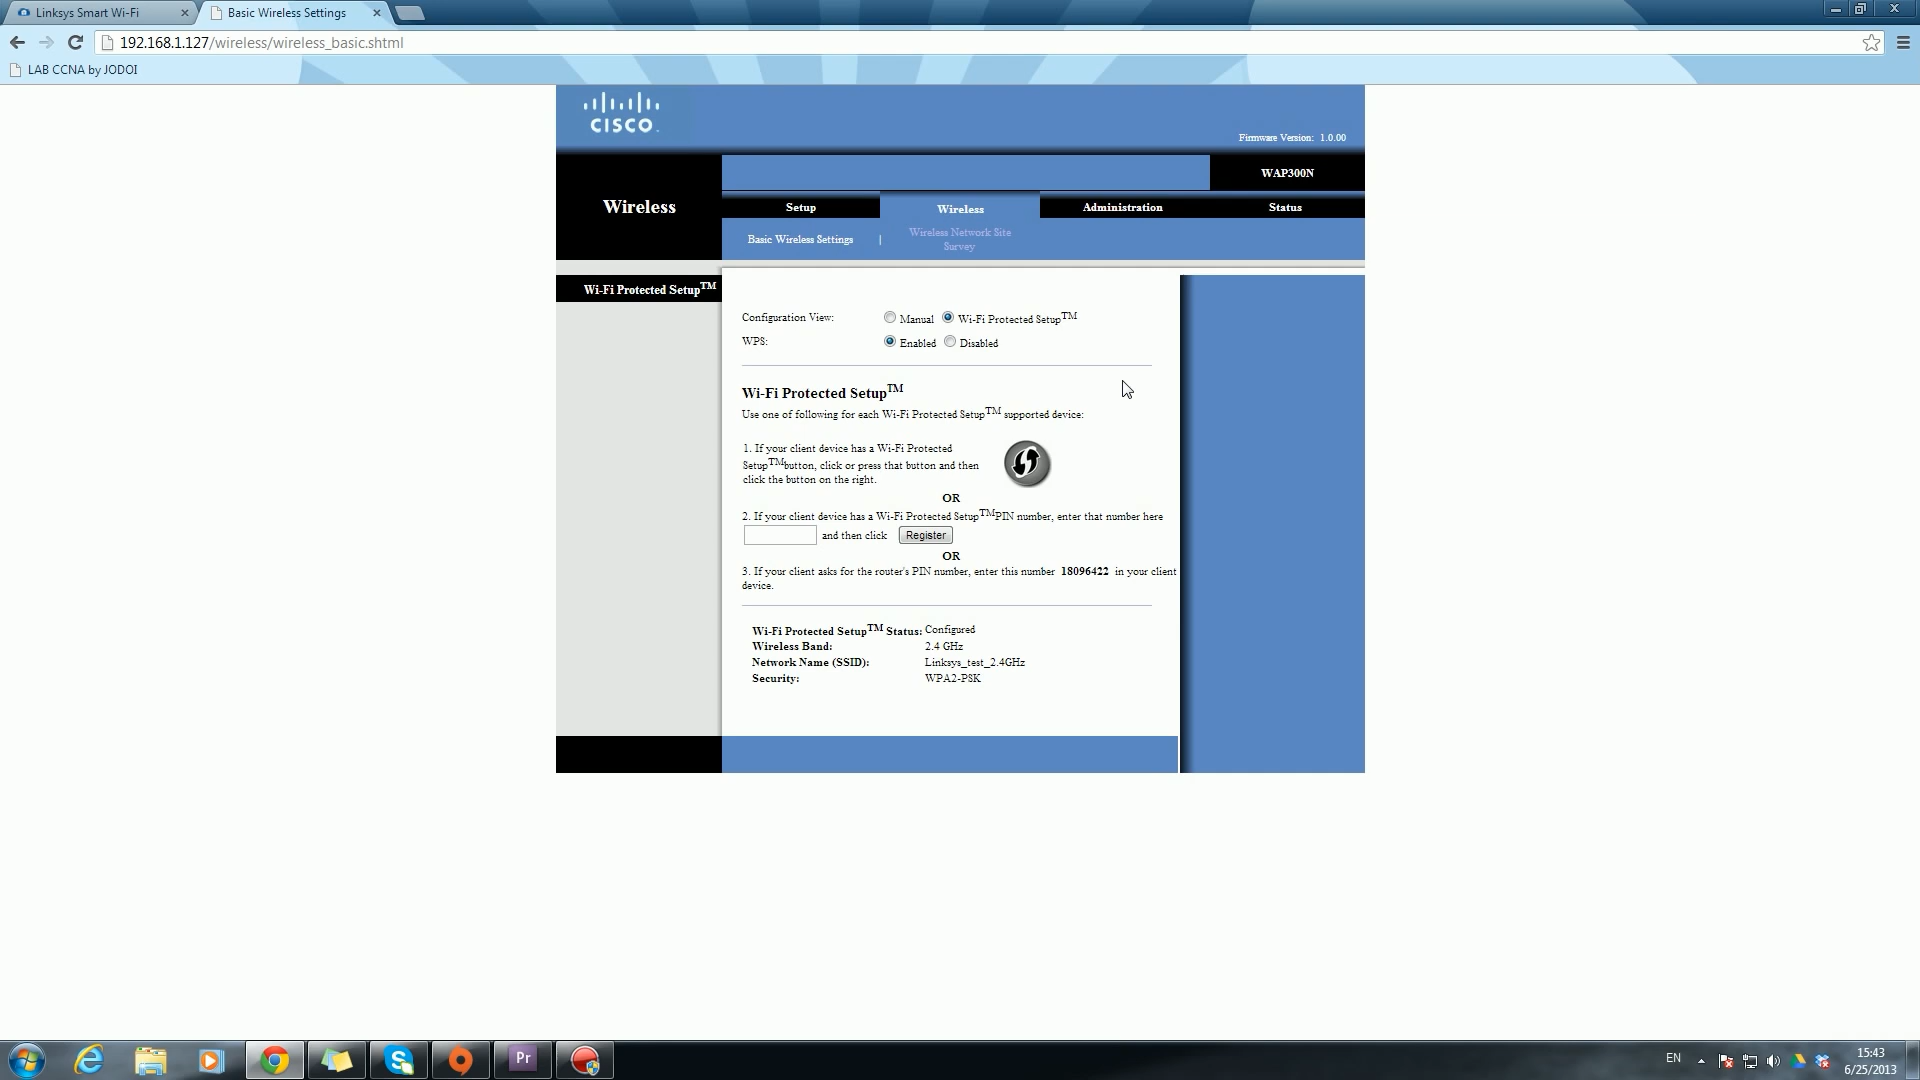 Linksys Smart Wi-Fi
Basic Wireless Settings
192.168.1.127/wireless/wireless_basic.shtml
LAB CCNA by JODOI
CISCO.
Firmware Version: 1.0.00
WAP300N
Wireless
Setup
Wireless
Administration
Status
Basic Wireless Settings |
Wireless Network Site
Survey
Wi-Fi Protected Setup™
Configuration View: Manual Wi-Fi Protected Setup™
WPS: Enabled Disabled
Wi-Fi Protected Setup™
Use one of following for each Wi-Fi Protected Setup™ supported device:
1. If your client device has a Wi-Fi Protected
Setup™button, click or press that button and then
click the button on the right.
OR
2. If your client device has a Wi-Fi Protected Setup™PIN number, enter that number here
and then click Register
OR
3. If your client asks for the router's PIN number, enter this number 18096422 in your client
device.
Wi-Fi Protected Setup™ Status: Configured
Wireless Band: 2.4 GHz
Network Name (SSID): Linksys_test_2.4GHz
Security: WPA2-PSK
Pr
EN
15:43
6/25/2013